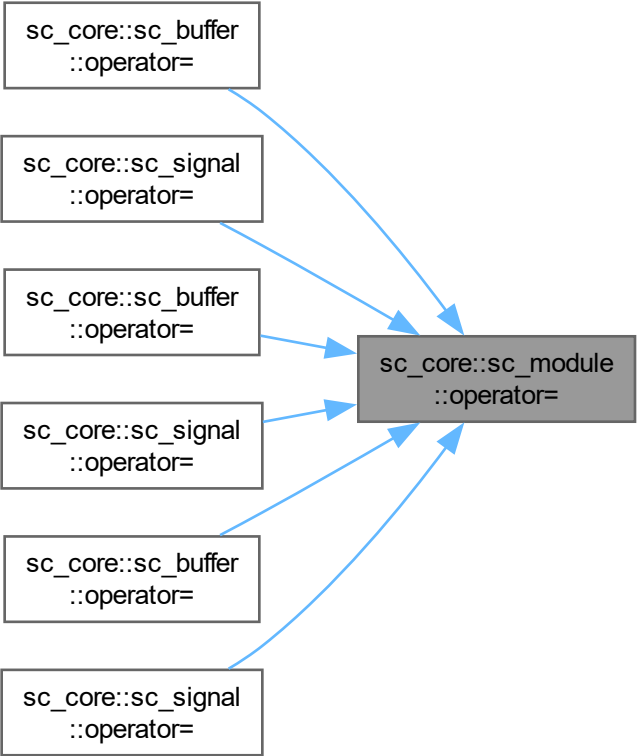 sc_core::sc_buffer
::operator=
sc_core::sc_signal
::operator=
sc_core::sc_buffer
::operator=
sc_core::sc_module
::operator=
sc_core::sc_signal
::operator=
sc_core::sc_buffer
::operator=
sc_core::sc_signal
::operator=